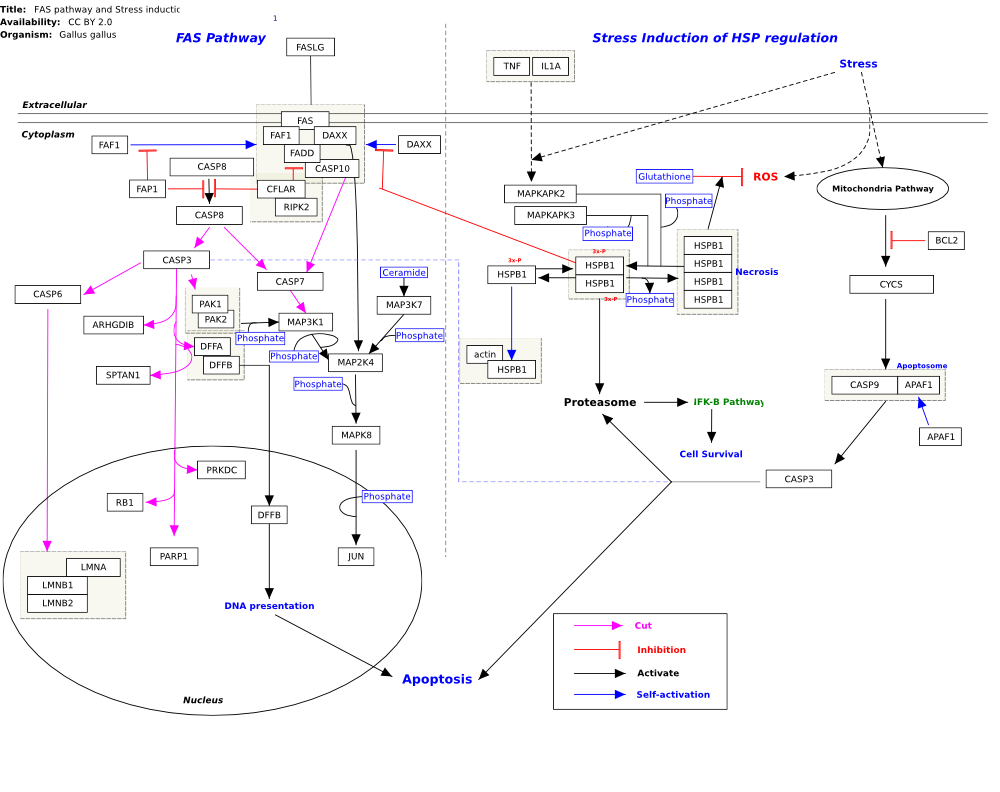 Title: FAS pathway and Stress inductic
Availability: CC BY 2.0
Organism: Gallus gallus
1
FAS Pathway
Stress Induction of HSP regulation
FASLG
TNF
IL1A
Stress
Extracellular
Cytoplasm
FAS
FAF1
DAXX
FADD
CASP10
FAF1
DAXX
CASP8
FAP1
CFLAR
RIPK2
CASP8
Glutathione
ROS
Mitochondria Pathway
MAPKAPK2
Phosphate
MAPKAPK3
Phosphate
BCL2
HSPB1
HSPB1
HSPB1
HSPB1
Necrosis
3x-P
HSPB1
HSPB1
3x-P
3x-P
HSPB1
Phosphate
CASP3
CASP7
Ceramide
CYCS
CASP6
PAK1
PAK2
MAP3K7
ARHGDIB
MAP3K1
Phosphate
Phosphate
Phosphate
DFFA
DFFB
MAP2K4
actin
HSPB1
SPTAN1
Phosphate
Apoptosome
CASP9
APAF1
Proteasome
IFK-B Pathway
MAPK8
APAF1
Cell Survival
PRKDC
CASP3
RB1
Phosphate
DFFB
PARP1
JUN
LMNA
LMNB1
LMNB2
DNA presentation
Apoptosis
Nucleus
Cut
Inhibition
Activate
Self-activation